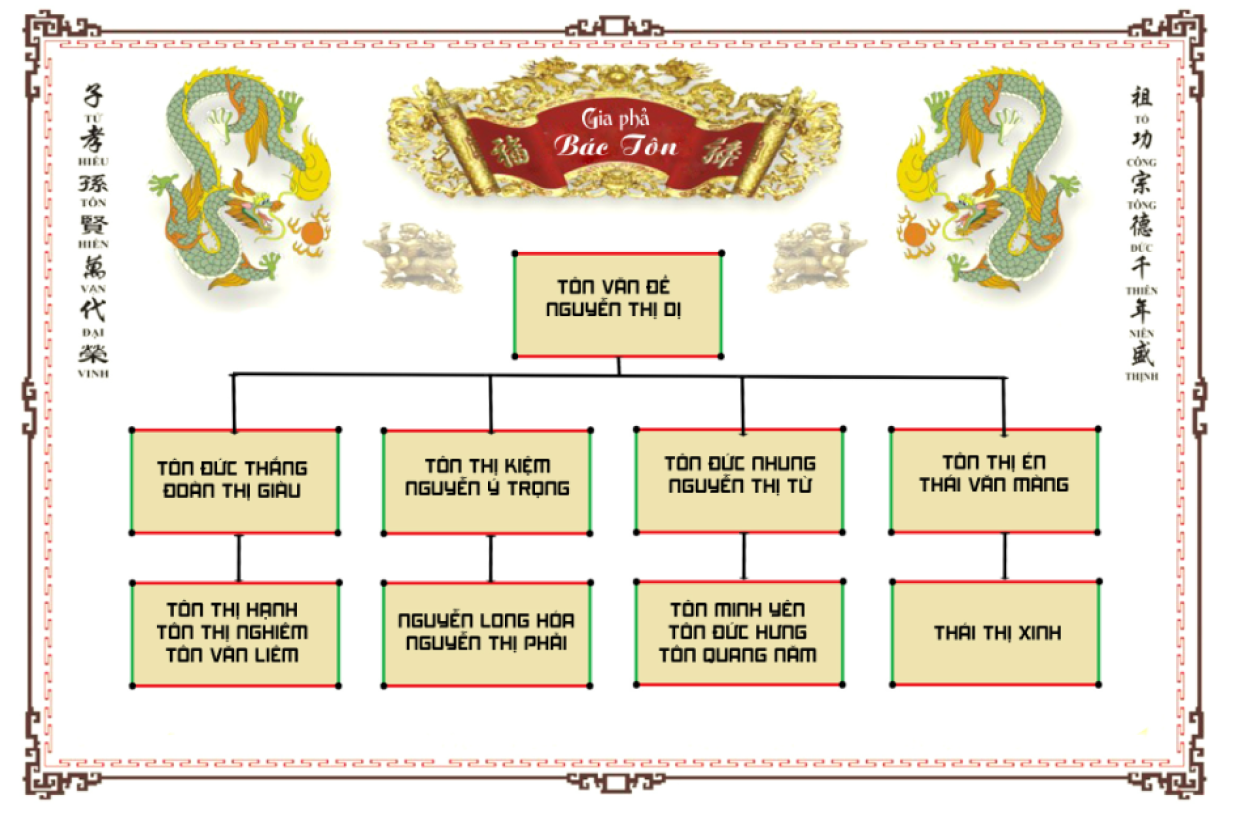 Gia phả
Bác Tôn
福
子
TỬ
孝
HIẾU
孫
TÔN
賢
HIỀN
萬
VẠN
代
ĐẠI
榮
VINH
祖
TỔ
功
CÔNG
宗
TÔNG
德
ĐỨC
千
THIÊN
年
NIÊN
盛
THỊNH
TÔN VĂN ĐỀ
NGUYỄN THỊ DỊ
TÔN ĐỨC THẮNG
ĐOÀN THỊ GIÀU
TÔN THỊ KIỆM
NGUYỄN Ý TRỌNG
TÔN ĐỨC NHUNG
NGUYỄN THỊ TỪ
TÔN THỊ ÉN
THÁI VĂN MÀNG
TÔN THỊ HẠNH
TÔN THỊ NGHIÊM
TÔN VĂN LIÊM
NGUYỄN LONG HÓA
NGUYỄN THỊ PHẢI
TÔN MINH YÊN
TÔN ĐỨC HƯNG
TÔN QUANG NĂM
THÁI THỊ XINH